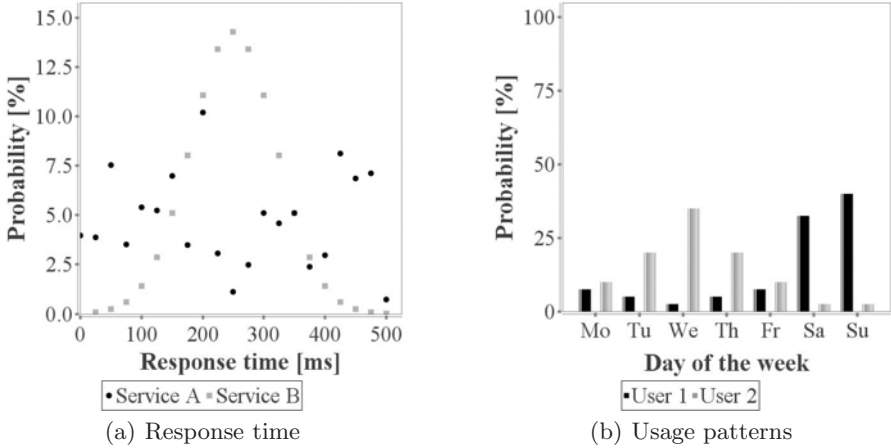 15.0
12.5
10.0
7.5
5.0
2.5
0.0
Probability [%]
0 100 200 300 400 500
Response time [ms]
Service A Service B
(a) Response time
100
75
50
25
0
Probability [%]
Mo Tu We Th Fr Sa Su
Day of the week
User 1 User 2
(b) Usage patterns